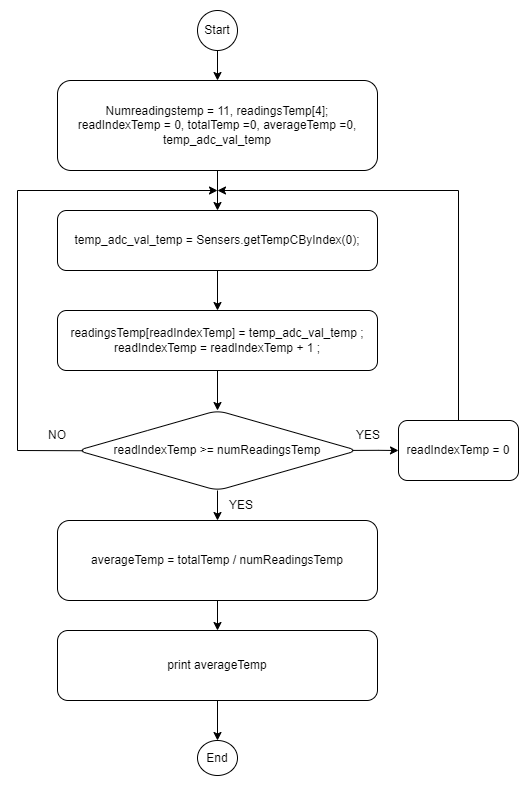 Start
Numreadingstemp = 11, readingsTemp[4];
readIndexTemp = 0, totalTemp =0, averageTemp =0,
temp_adc_val_temp
temp_adc_val_temp = Sensers.getTempCByIndex(0);
readingsTemp[readIndexTemp] = temp_adc_val_temp ;
readIndexTemp = readIndexTemp + 1 ;
NO
readIndexTemp >= numReadingsTemp
YES
readIndexTemp = 0
YES
averageTemp = totalTemp / numReadingsTemp
print averageTemp
End